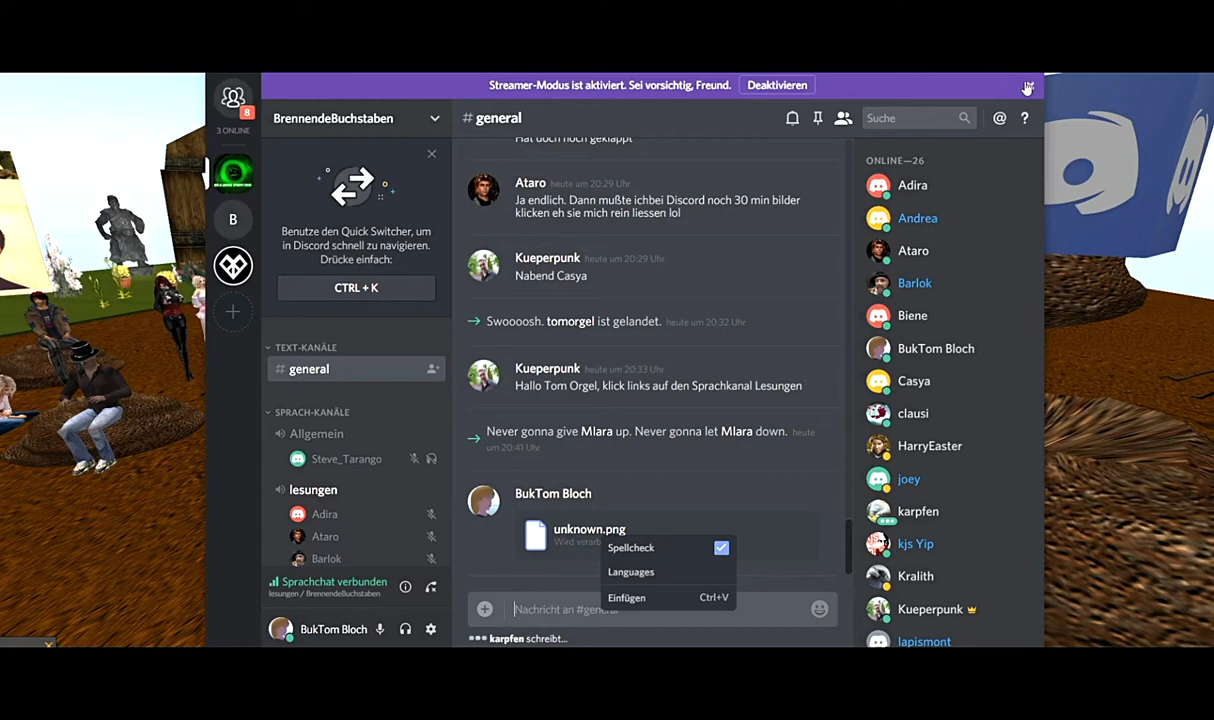 Streamer-Modus ist aktiviert. Sei vorsichtig, Freund. Deaktivieren
8
3 ONLINE
B
BrennendeBuchstaben
Benutze den Quick Switcher, um
in Discord schnell zu navigieren.
Drücke einfach:
CTRL + K
TEXT-KANÄLE
# general
SPRACH-KANÄLE
Allgemein
Steve_Tarango
lesungen
Adira
Ataro
Barlok
Sprachchat verbunden
lesungen / BrennendeBuchstaben
BukTom Bloch
# general
Suche
@ ?
Hat doch noch geklappt
Ataro heute um 20:29 Uhr
Ja endlich. Dann mußte ichbei Discord noch 30 min bilder
klicken eh sie mich rein liessen lol
Kueperpunk heute um 20:29 Uhr
Nabend Casya
Swoooosh. tomorgel ist gelandet. heute um 20:32 Uhr
Kueperpunk heute um 20:33 Uhr
Hallo Tom Orgel, klick links auf den Sprachkanal Lesungen
Never gonna give Mlara up. Never gonna let Mlara down. heute
um 20:41 Uhr
BukTom Bloch
unknown.png
Wird verarb
Spellcheck
Languages
Einfügen Ctrl+V
Nachricht an #general
karpfen schreibt...
ONLINE—26
Adira
Andrea
Ataro
Barlok
Biene
BukTom Bloch
Casya
clausi
HarryEaster
joey
karpfen
kjs Yip
Kralith
Kueperpunk
lapismont